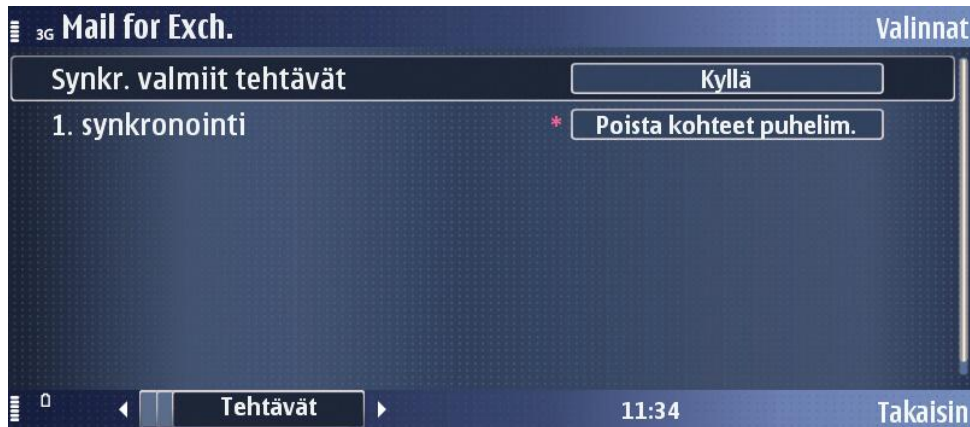 3G Mail for Exch. Valinnat
Synkr. valmiit tehtävät Kyllä
1. synkronointi * Poista kohteet puhelim.
Tehtävät 11:34 Takaisin